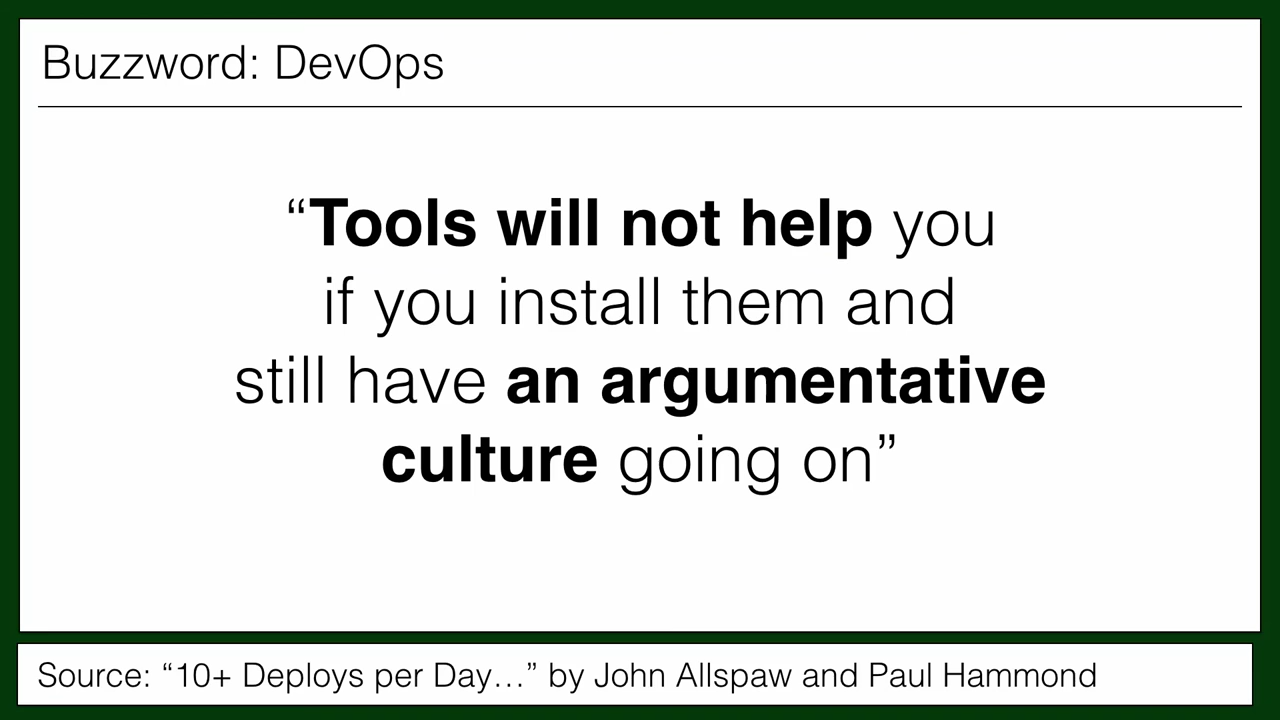 Buzzword: DevOps
“Tools will not help you
if you install them and
still have an argumentative
culture going on”
Source: “10+ Deploys per Day…” by John Allspaw and Paul Hammond